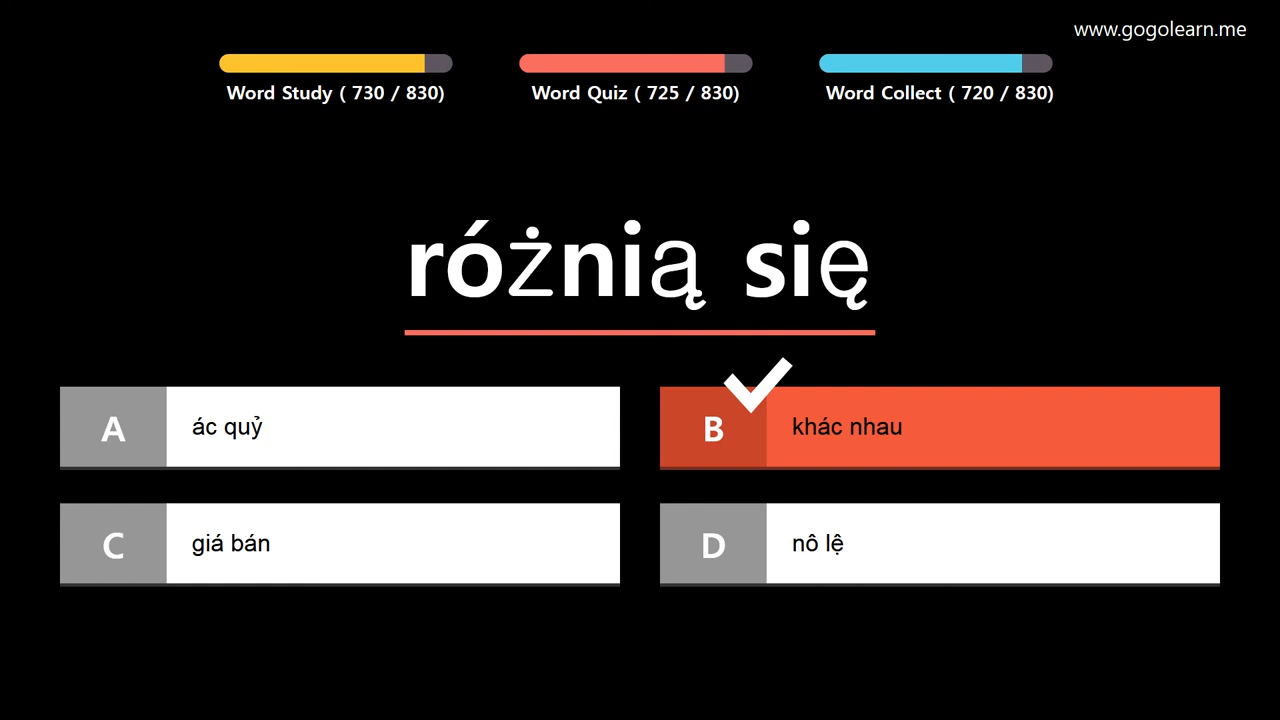 www.gogolearn.me
Word Study ( 730 / 830)
Word Quiz ( 725 / 830)
Word Collect ( 720 / 830)
różnią się
A
ác quỷ
B
khác nhau
C
giá bán
D
nô lệ